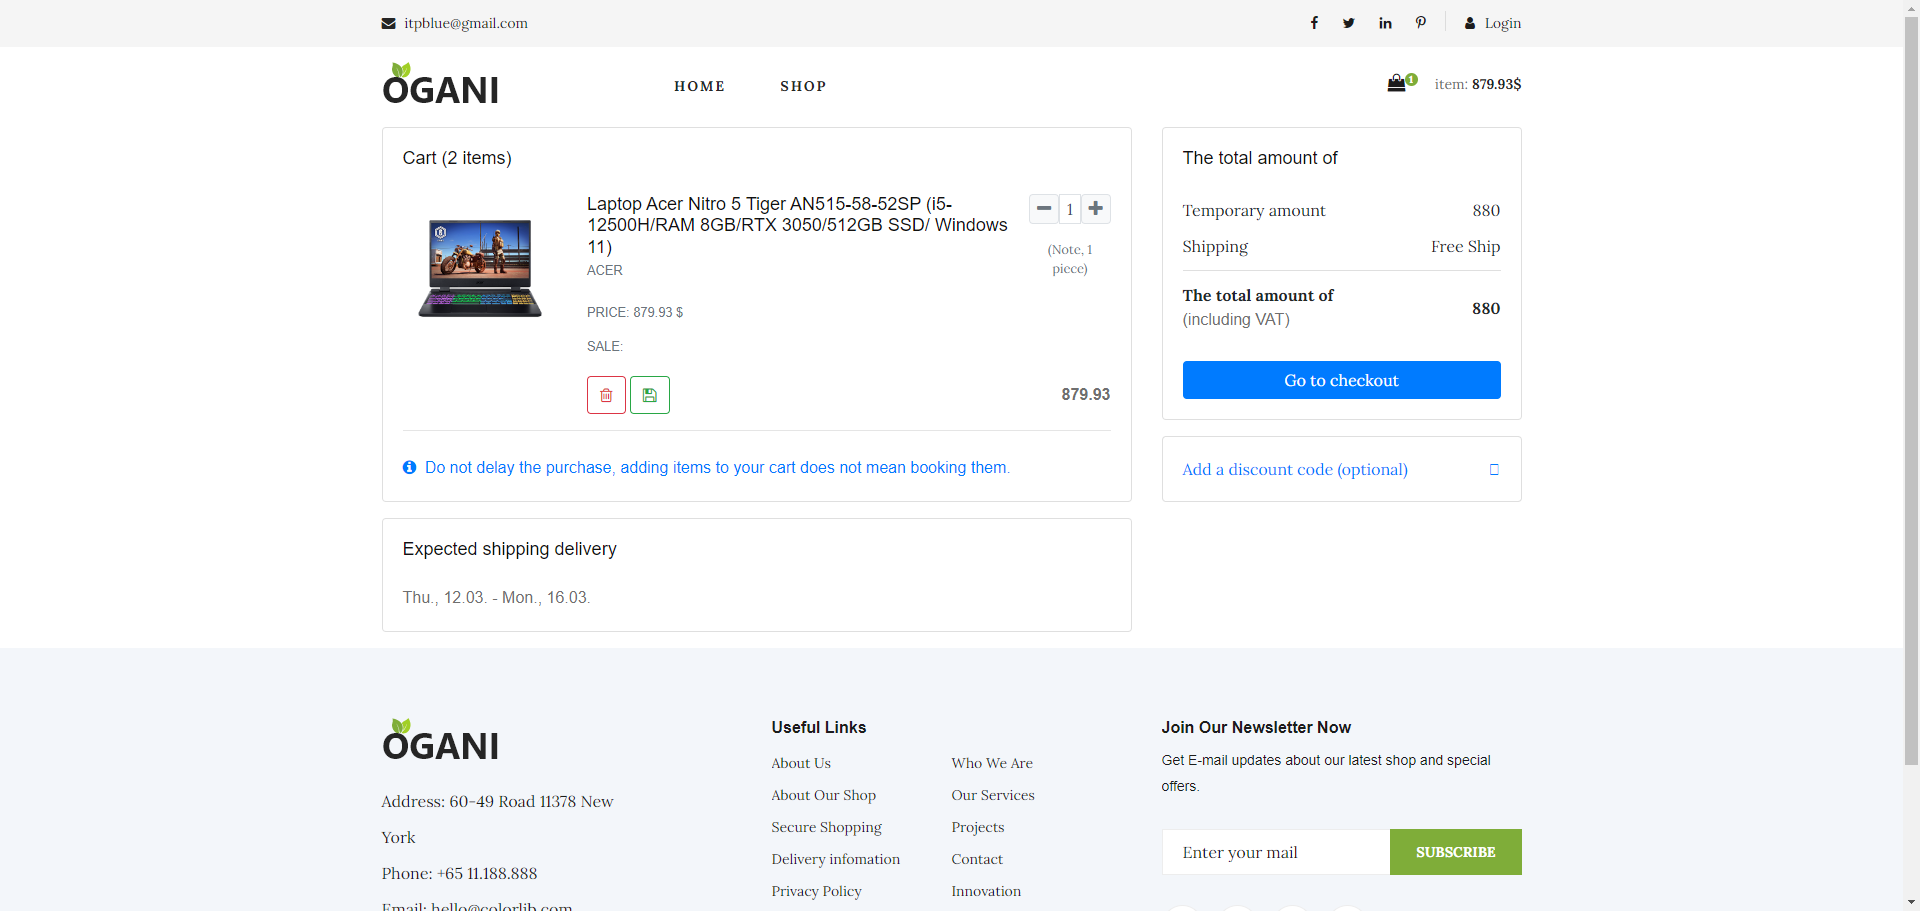 itpblue@gmail.com
Login
OGANI
HOME
SHOP
1
item: 879.93$
Cart (2 items)
Laptop Acer Nitro 5 Tiger AN515-58-52SP (i5-
12500H/RAM 8GB/RTX 3050/512GB SSD/ Windows
11)
ACER
PRICE: 879.93 $
SALE:
1
(Note, 1
piece)
879.93
Do not delay the purchase, adding items to your cart does not mean booking them.
Expected shipping delivery
Thu., 12.03. - Mon., 16.03.
The total amount of
Temporary amount 880
Shipping Free Ship
The total amount of
(including VAT)
880
Go to checkout
Add a discount code (optional)
OGANI
Address: 60-49 Road 11378 New
York
Phone: +65 11.188.888
Email: hello@colorlib.com
Useful Links
About Us
About Our Shop
Secure Shopping
Delivery infomation
Privacy Policy
Who We Are
Our Services
Projects
Contact
Innovation
Join Our Newsletter Now
Get E-mail updates about our latest shop and special
offers.
Enter your mail
SUBSCRIBE